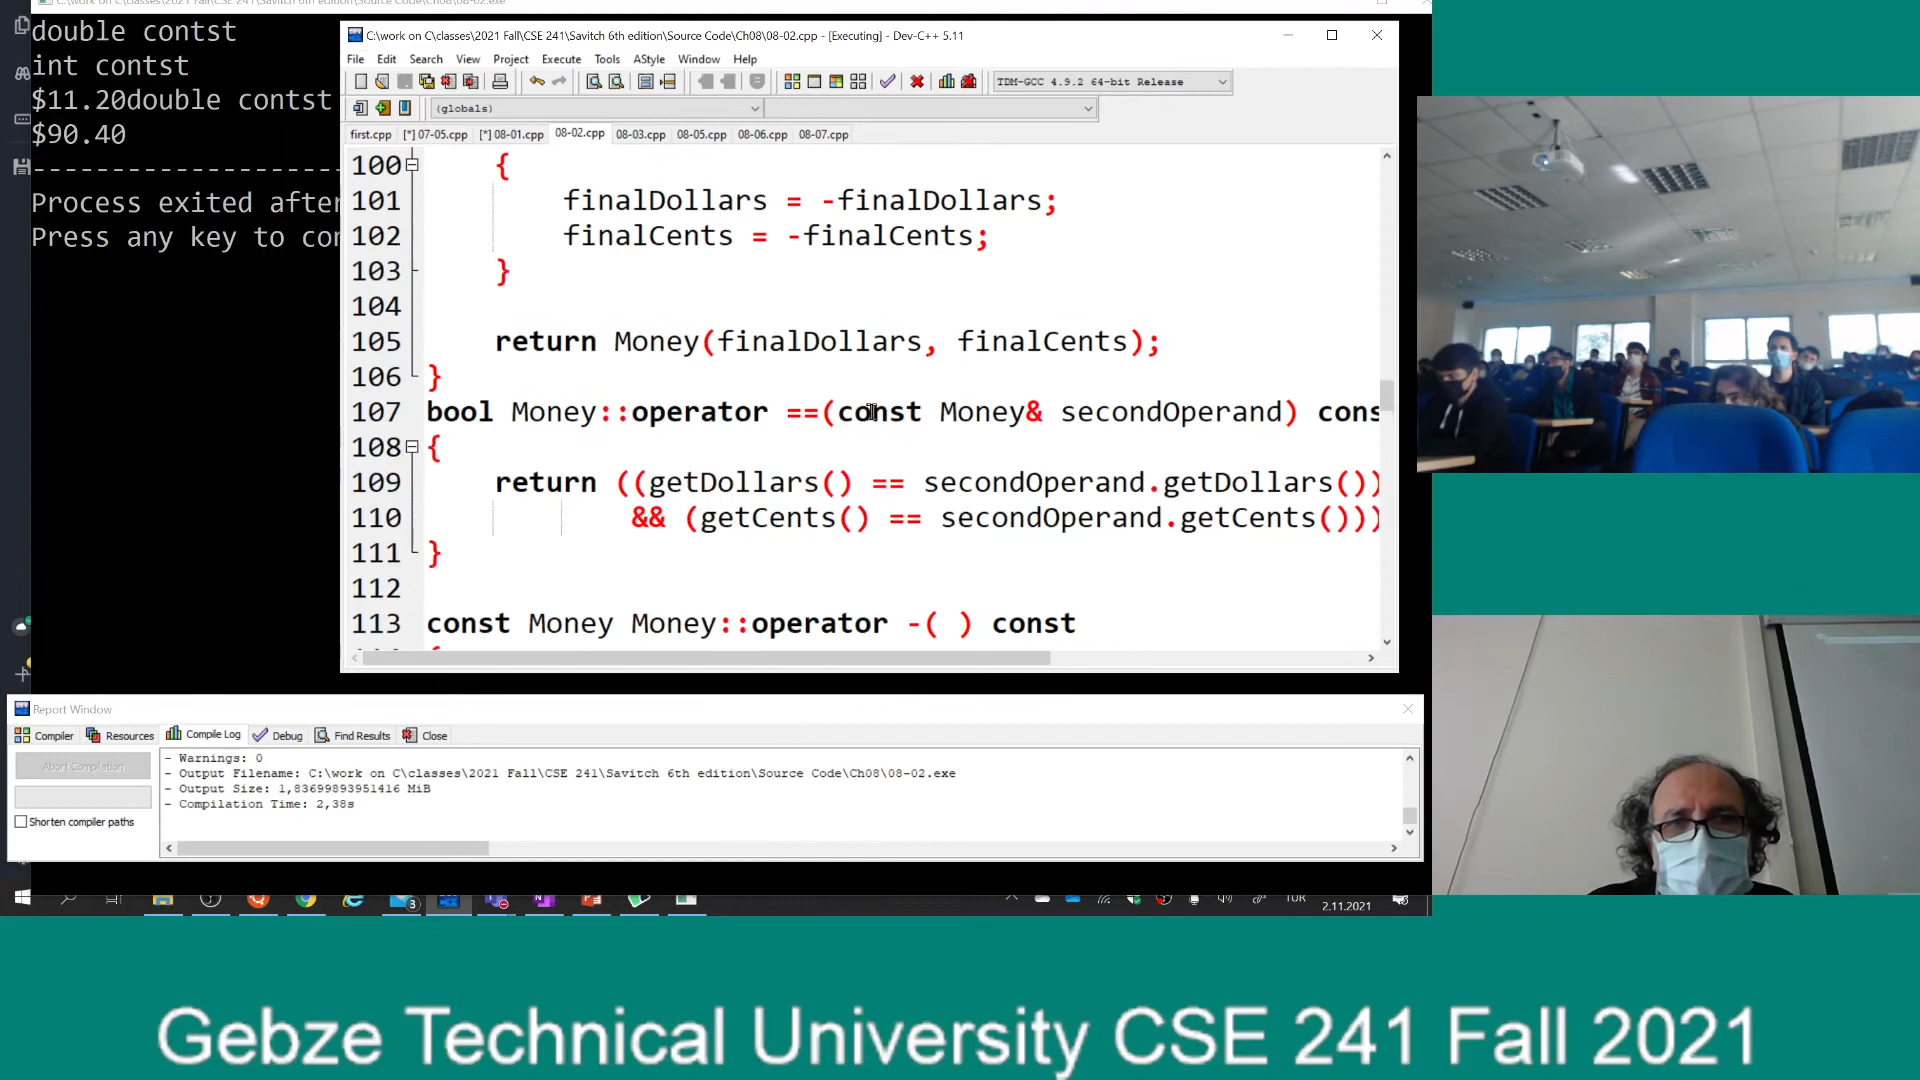 double contst
int contst
$11.20double contst
$90.40
Process exited after
Press any key to con
C:\work on C\classes\2021 Fall\CSE 241\Savitch 6th edition\Source Code\Ch08\08-02.cpp - [Executing] - Dev-C++ 5.11
File Edit Search View Project Execute Tools AStyle Window Help
TDM-GCC 4.9.2 64-bit Release
(globals)
first.cpp [*] 07-05.cpp [*] 08-01.cpp 08-02.cpp 08-03.cpp 08-05.cpp 08-06.cpp 08-07.cpp
100 {
101 finalDollars = -finalDollars;
102 finalCents = -finalCents;
103 }
104
105 return Money(finalDollars, finalCents);
106 }
107 bool Money::operator ==(const Money& secondOperand) cons
108 {
109 return ((getDollars() == secondOperand.getDollars())
110 && (getCents() == secondOperand.getCents()))
111 }
112
113 const Money Money::operator -( ) const
Report Window
Compiler Resources Compile Log Debug Find Results Close
Abort Compilation
Shorten compiler paths
- Warnings: 0
- Output Filename: C:\work on C\classes\2021 Fall\CSE 241\Savitch 6th edition\Source Code\Ch08\08-02.exe
- Output Size: 1,83699893951416 MiB
- Compilation Time: 2,38s
3
TUR
2.11.2021
Gebze Technical University CSE 241 Fall 2021